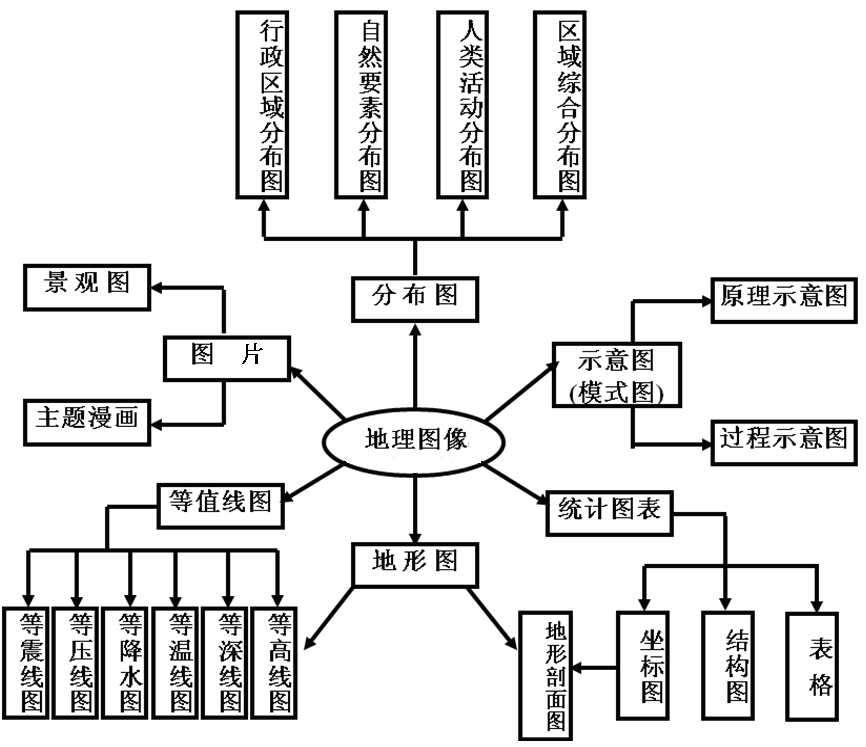 行政区域分布图
自然要素分布图
人类活动分布图
区域综合分布图
景观图
分布图
原理示意图
图片
示意图
(模式图)
主题漫画
地理图像
过程示意图
等值线图
统计图表
地形图
等震线图
等压线图
等降水图
等温线图
等深线图
等高线图
地形剖面图
坐标图
结构图
表格